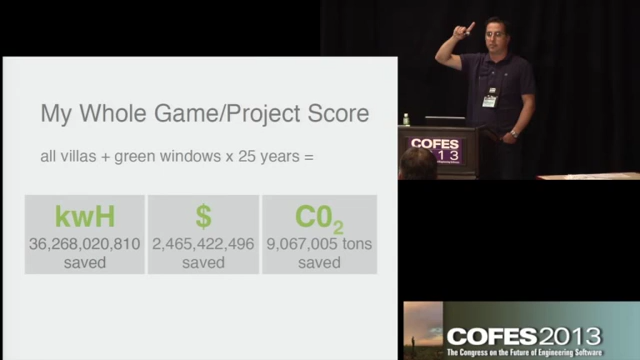 My Whole Game/Project Score
all villas + green windows x 25 years =
kwH
36,268,020,810
saved
$
2,465,422,496
saved
C02
9,067,005 tons
saved
COFES
2 13
COFES2013
The Congress on the Future of Engineering Software